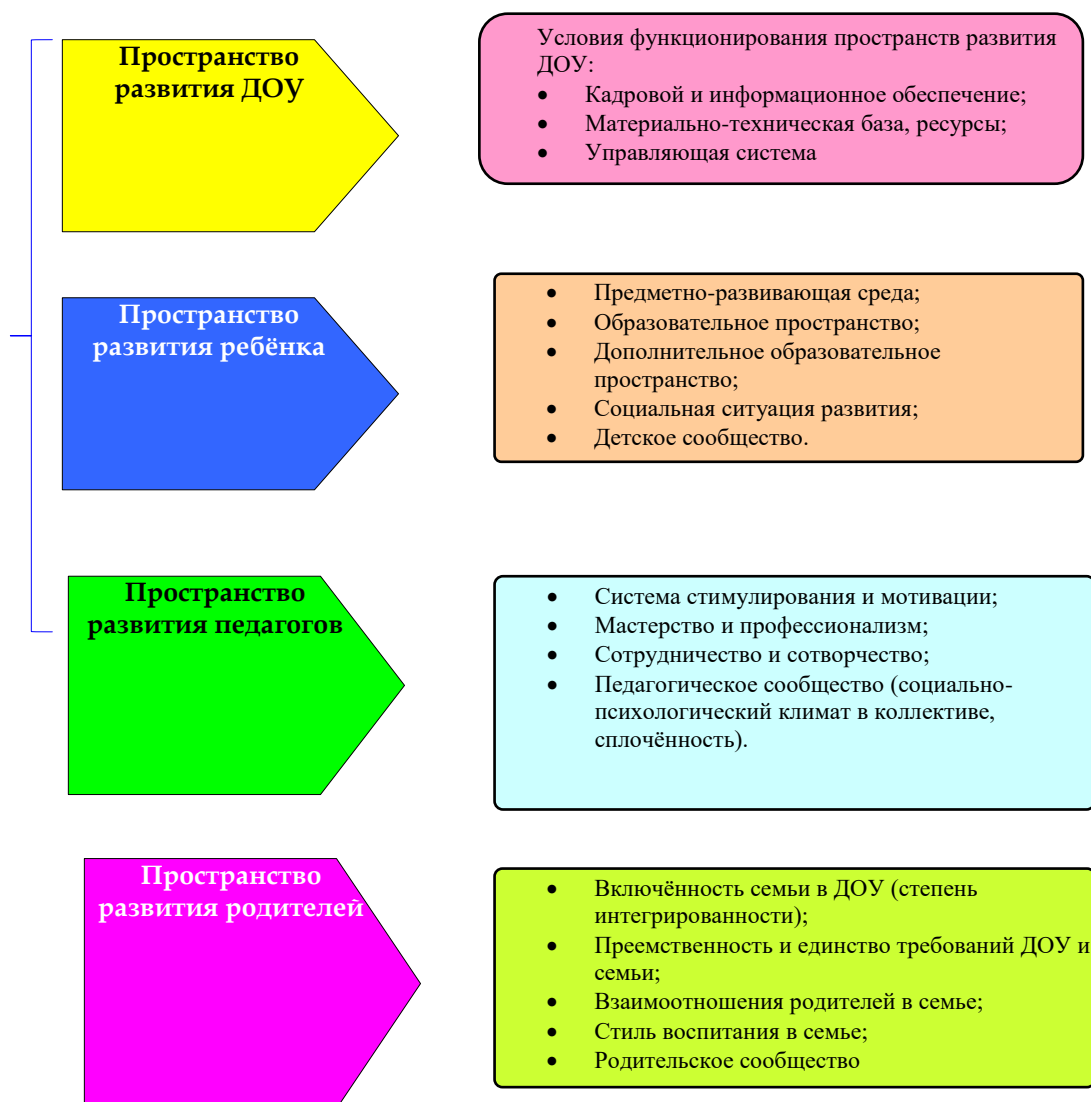 Пространство
развития ДОУ
Условия функционирования пространств развития
ДОУ:
• Кадровой и информационное обеспечение;
• Материально-техническая база, ресурсы;
• Управляющая система
Пространство
развития ребёнка
• Предметно-развивающая среда;
• Образовательное пространство;
• Дополнительное образовательное
пространство;
• Социальная ситуация развития;
• Детское сообщество.
Пространство
развития педагогов
• Система стимулирования и мотивации;
• Мастерство и профессионализм;
• Сотрудничество и сотворчество;
• Педагогическое сообщество (социально-
психологический климат в коллективе,
сплочённость).
Пространство
развития родителей
• Включённость семьи в ДОУ (степень
интегрированности);
• Преемственность и единство требований ДОУ и
семьи;
• Взаимоотношения родителей в семье;
• Стиль воспитания в семье;
• Родительское сообщество